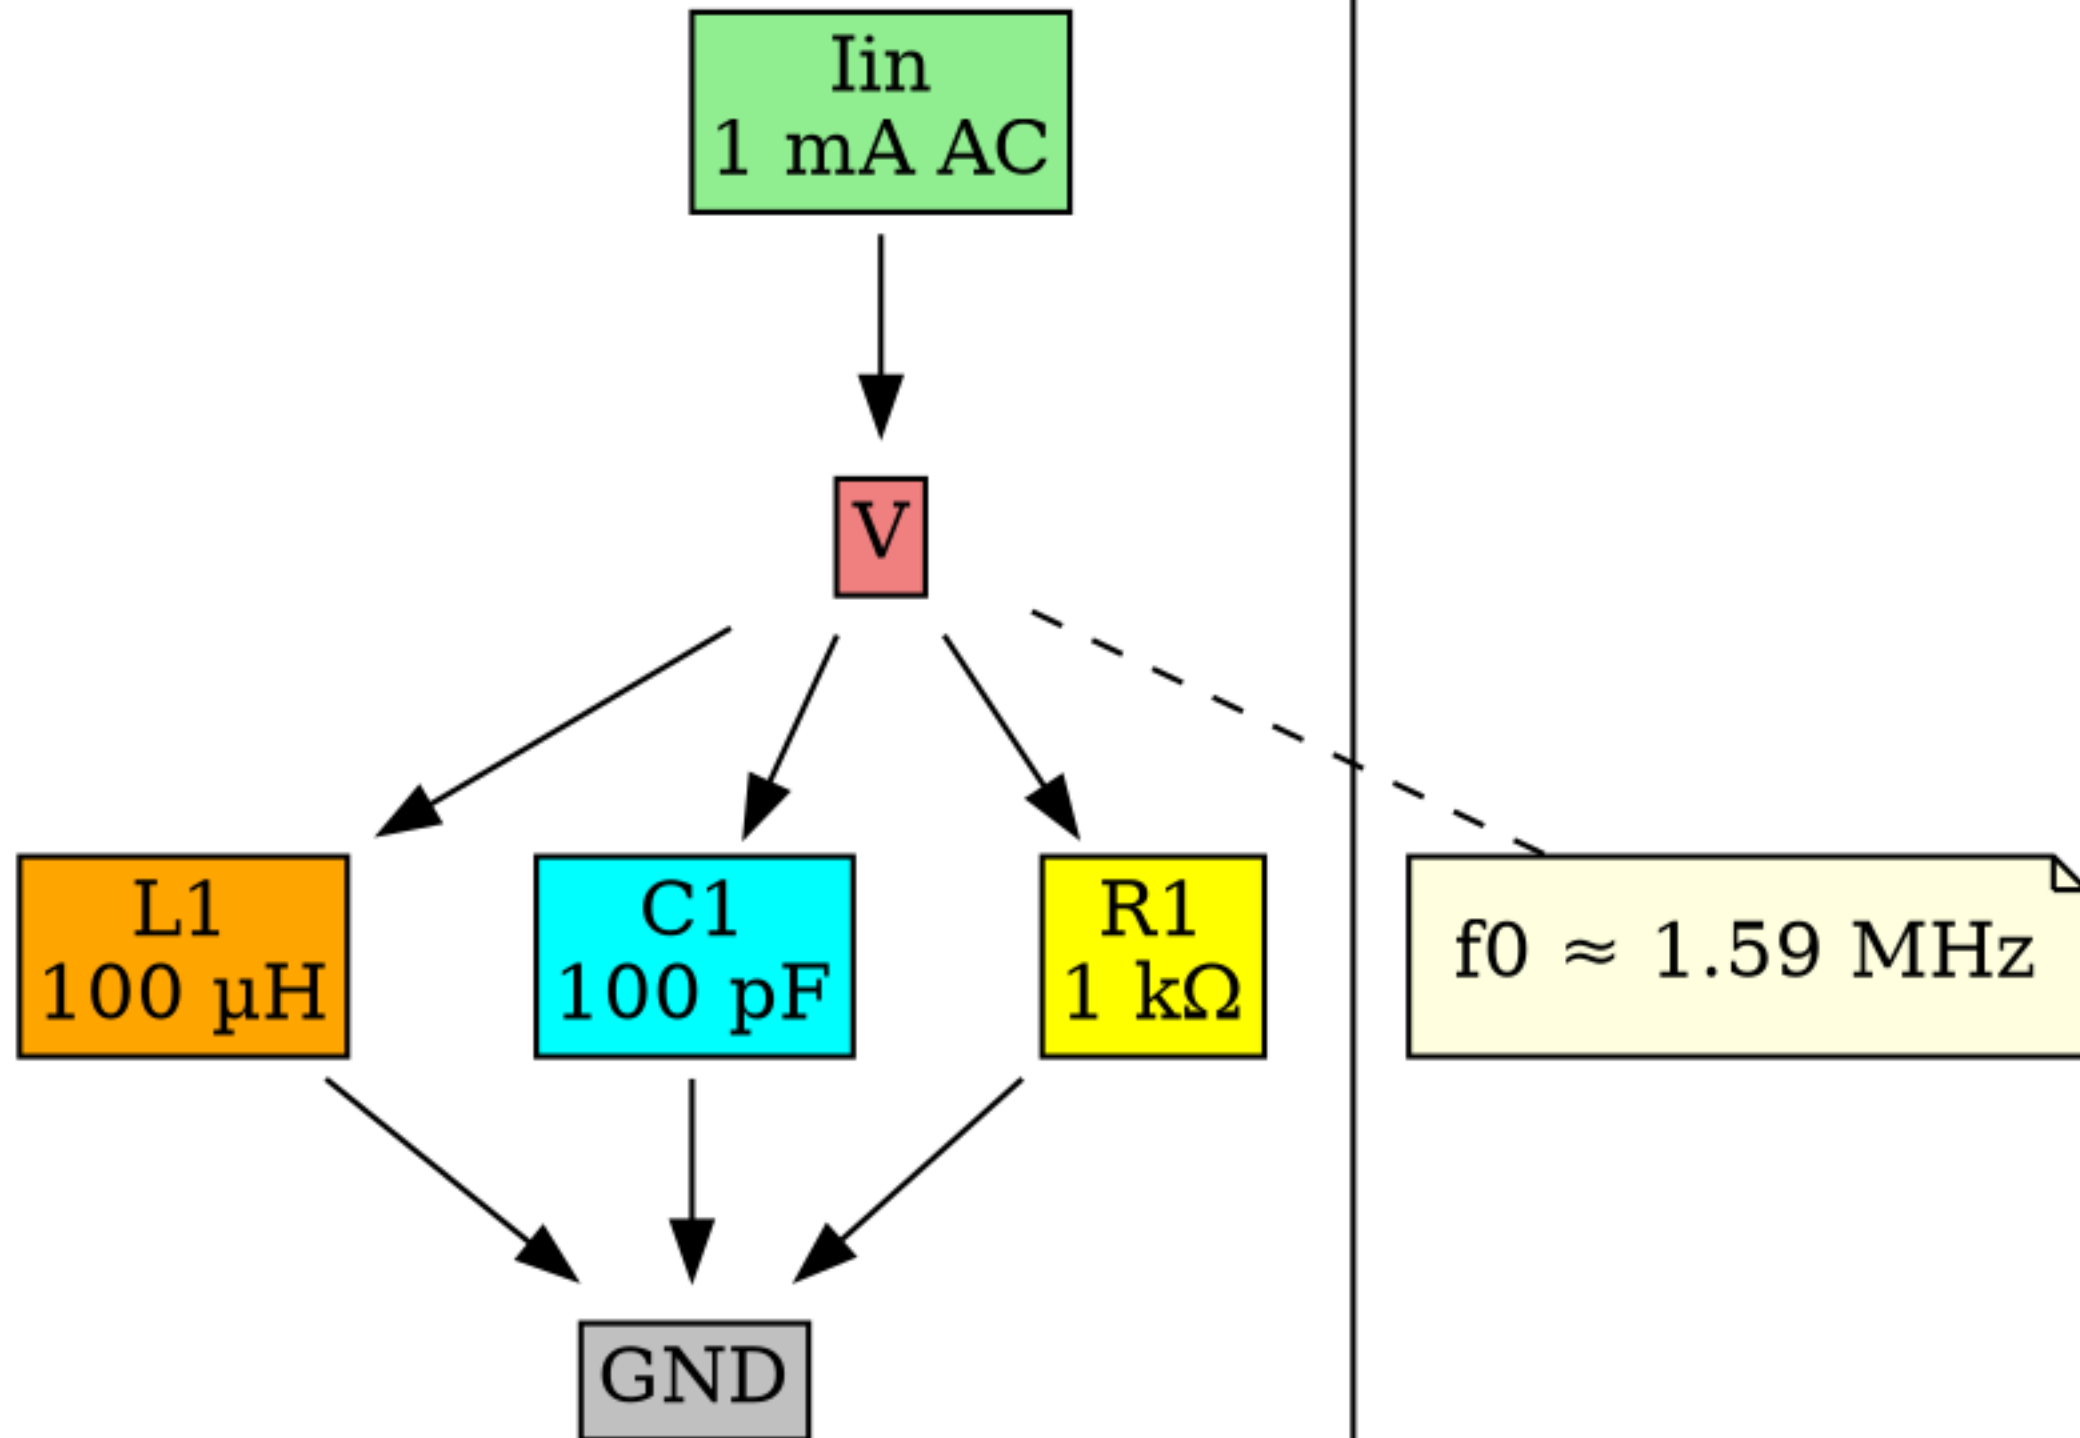 Iin
1 mA AC
V
L1
100 µH
C1
100 pF
R1
1 kΩ
f0 ≈ 1.59 MHz
GND